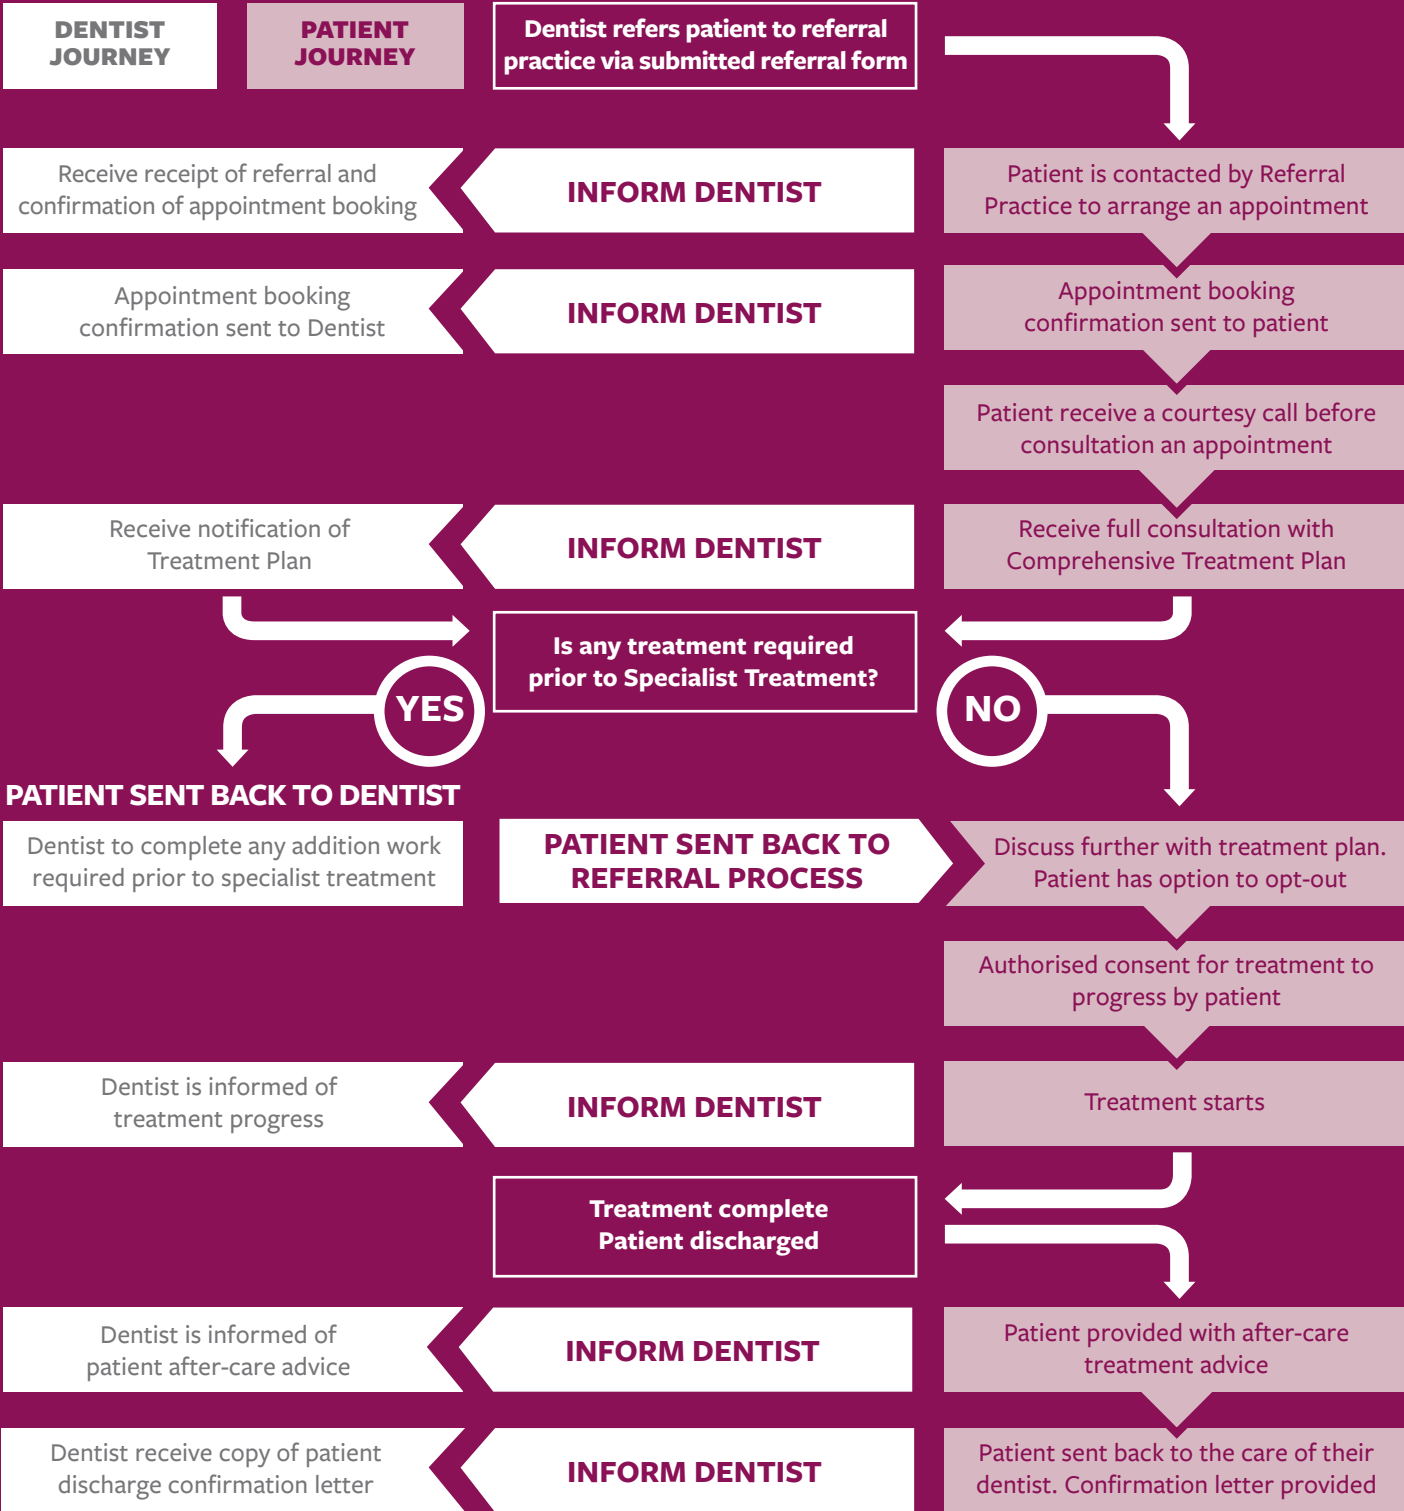 DENTIST
JOURNEY
PATIENT
JOURNEY
Dentist refers patient to referral
practice via submitted referral form
Receive receipt of referral and
confirmation of appointment booking
INFORM DENTIST
Patient is contacted by Referral
Practice to arrange an appointment
Appointment booking
confirmation sent to Dentist
INFORM DENTIST
Appointment booking
confirmation sent to patient
Patient receive a courtesy call before
consultation an appointment
Receive notification of
Treatment Plan
INFORM DENTIST
Receive full consultation with
Comprehensive Treatment Plan
Is any treatment required
prior to Specialist Treatment?
YES
NO
PATIENT SENT BACK TO DENTIST
Dentist to complete any addition work
required prior to specialist treatment
PATIENT SENT BACK TO
REFERRAL PROCESS
Discuss further with treatment plan.
Patient has option to opt-out
Authorised consent for treatment to
progress by patient
Dentist is informed of
treatment progress
INFORM DENTIST
Treatment starts
Treatment complete
Patient discharged
Dentist is informed of
patient after-care advice
INFORM DENTIST
Patient provided with after-care
treatment advice
Dentist receive copy of patient
discharge confirmation letter
INFORM DENTIST
Patient sent back to the care of their
dentist. Confirmation letter provided